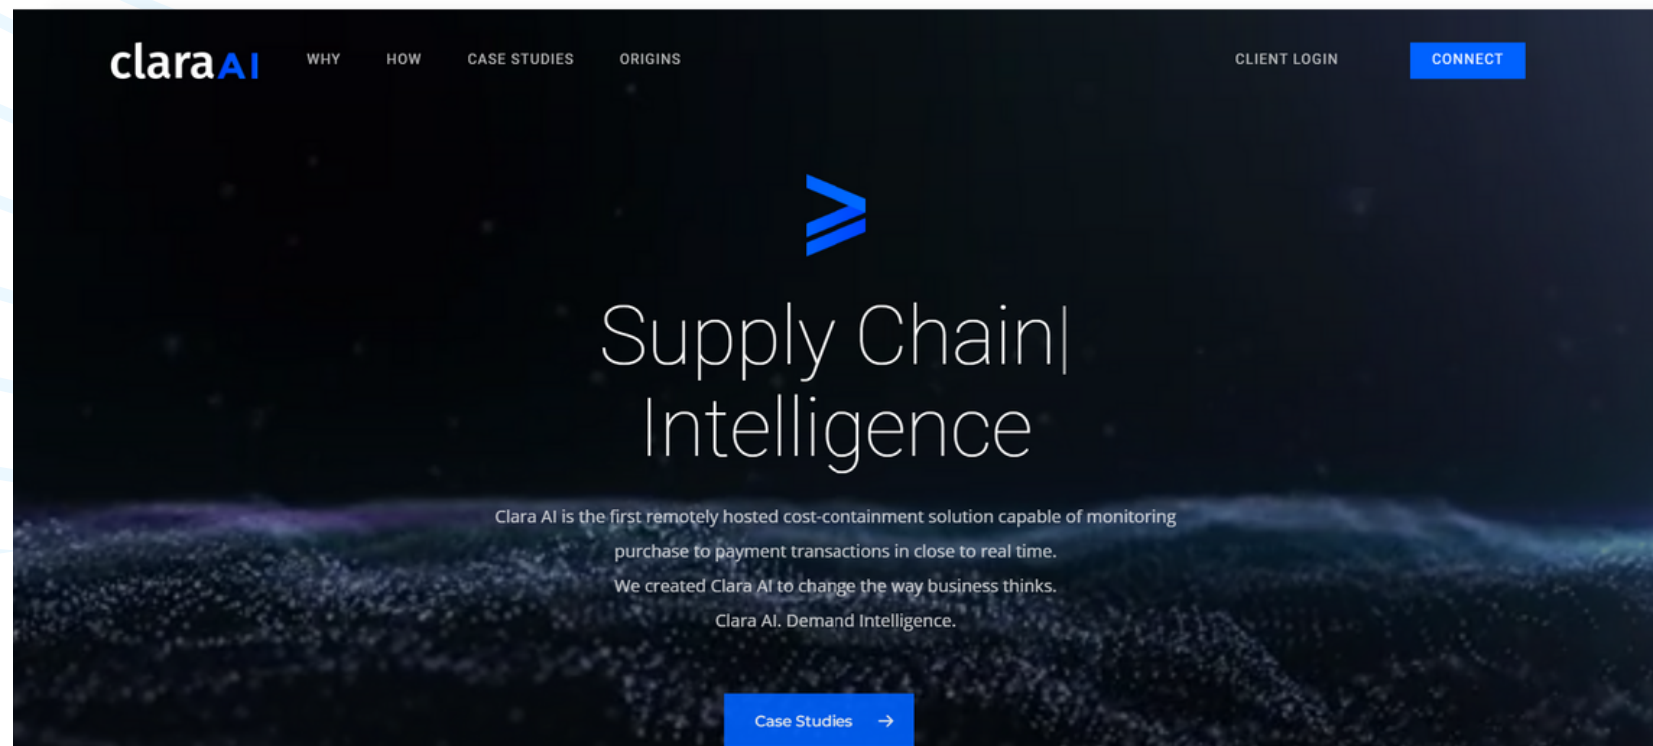 claraAI
WHY HOW CASE STUDIES ORIGINS CLIENT LOGIN CONNECT
Supply Chain|
Intelligence
Clara AI is the first remotely hosted cost-containment solution capable of monitoring
purchase to payment transactions in close to real time.
We created Clara AI to change the way business thinks.
Clara AI. Demand Intelligence.
Case Studies →